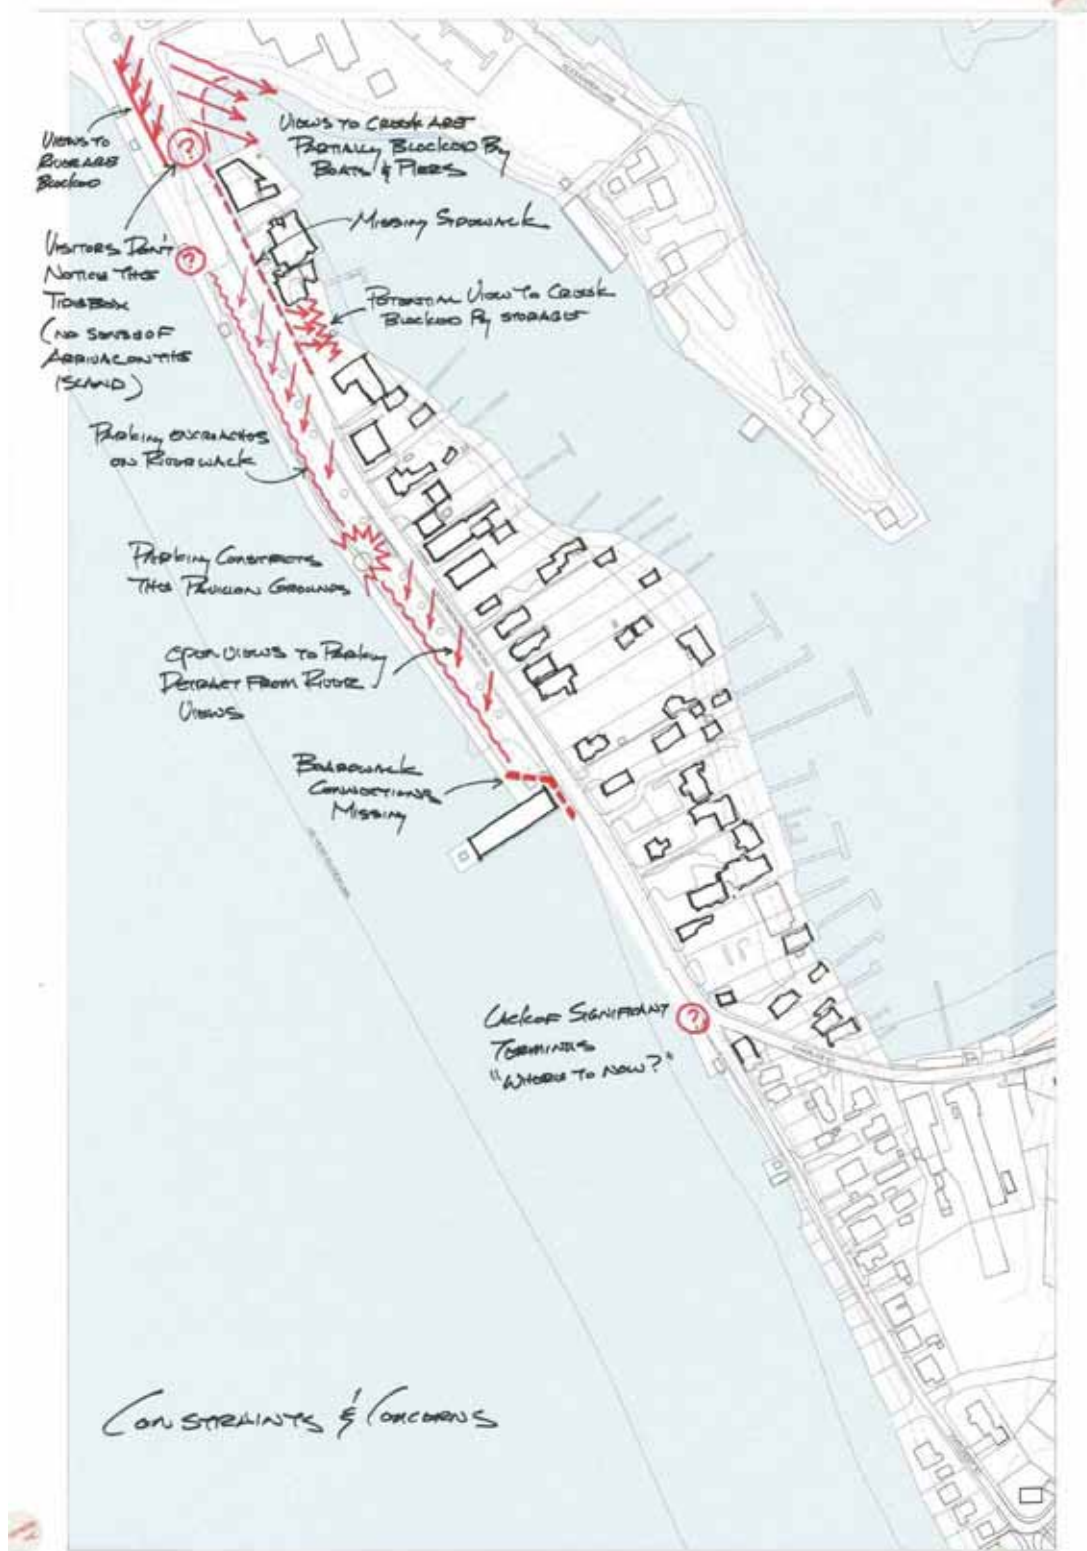 Views to
River are
Blocked
Views to Creek are
Partially Blocked By
Boats & Piers
Missing Sidewalk
Visitors Don't
Notice the
Tidebox
(no sense of
Arrival on the
Island)
Potential View to Creek
Blocked By Storage
Parking encroaches
on Riverwalk
Parking Constricts
the Pavilion Grounds
Open Views to Parking
Detract From River
Views
Boardwalk
Connections
Missing
Lack of Significant
Terminus
"Where to Now?"
Constraints & Concerns
?
?
?